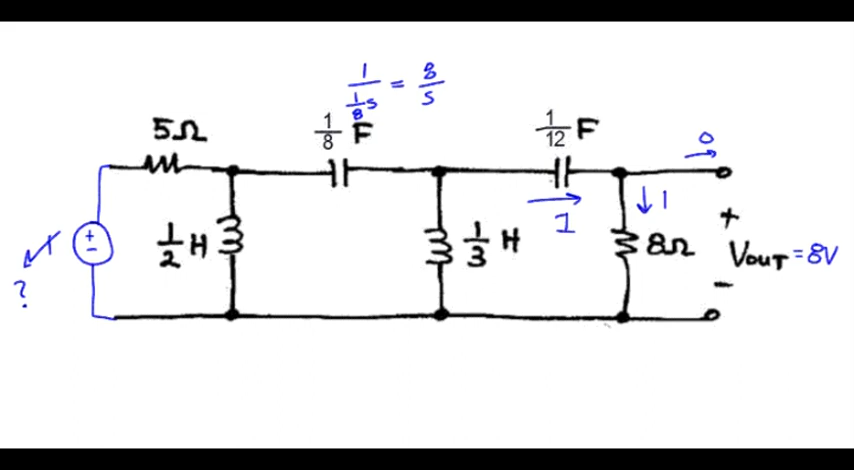 1/(1/8 s) = 8/s
5Ω
1/8 F
1/12 F
0
1
1
+
-
?
1/2 H
1/3 H
8Ω
+
VOUT = 8V
-